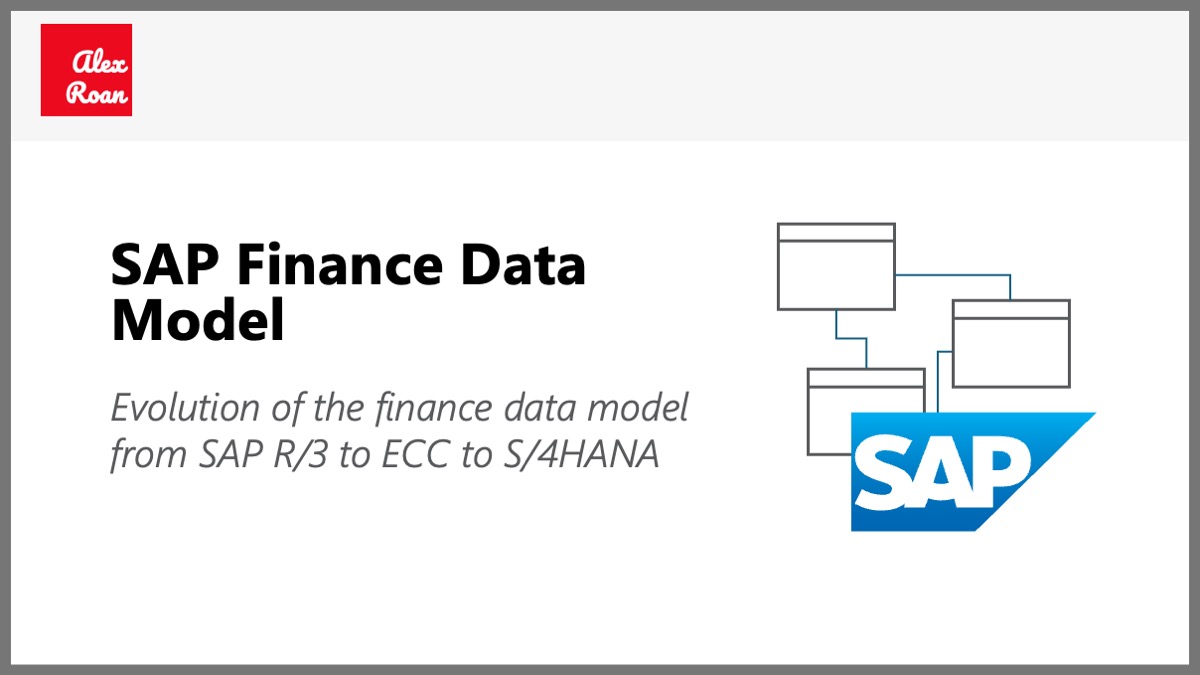 Alex
Roan
SAP Finance Data
Model
Evolution of the finance data model
from SAP R/3 to ECC to S/4HANA
SAP